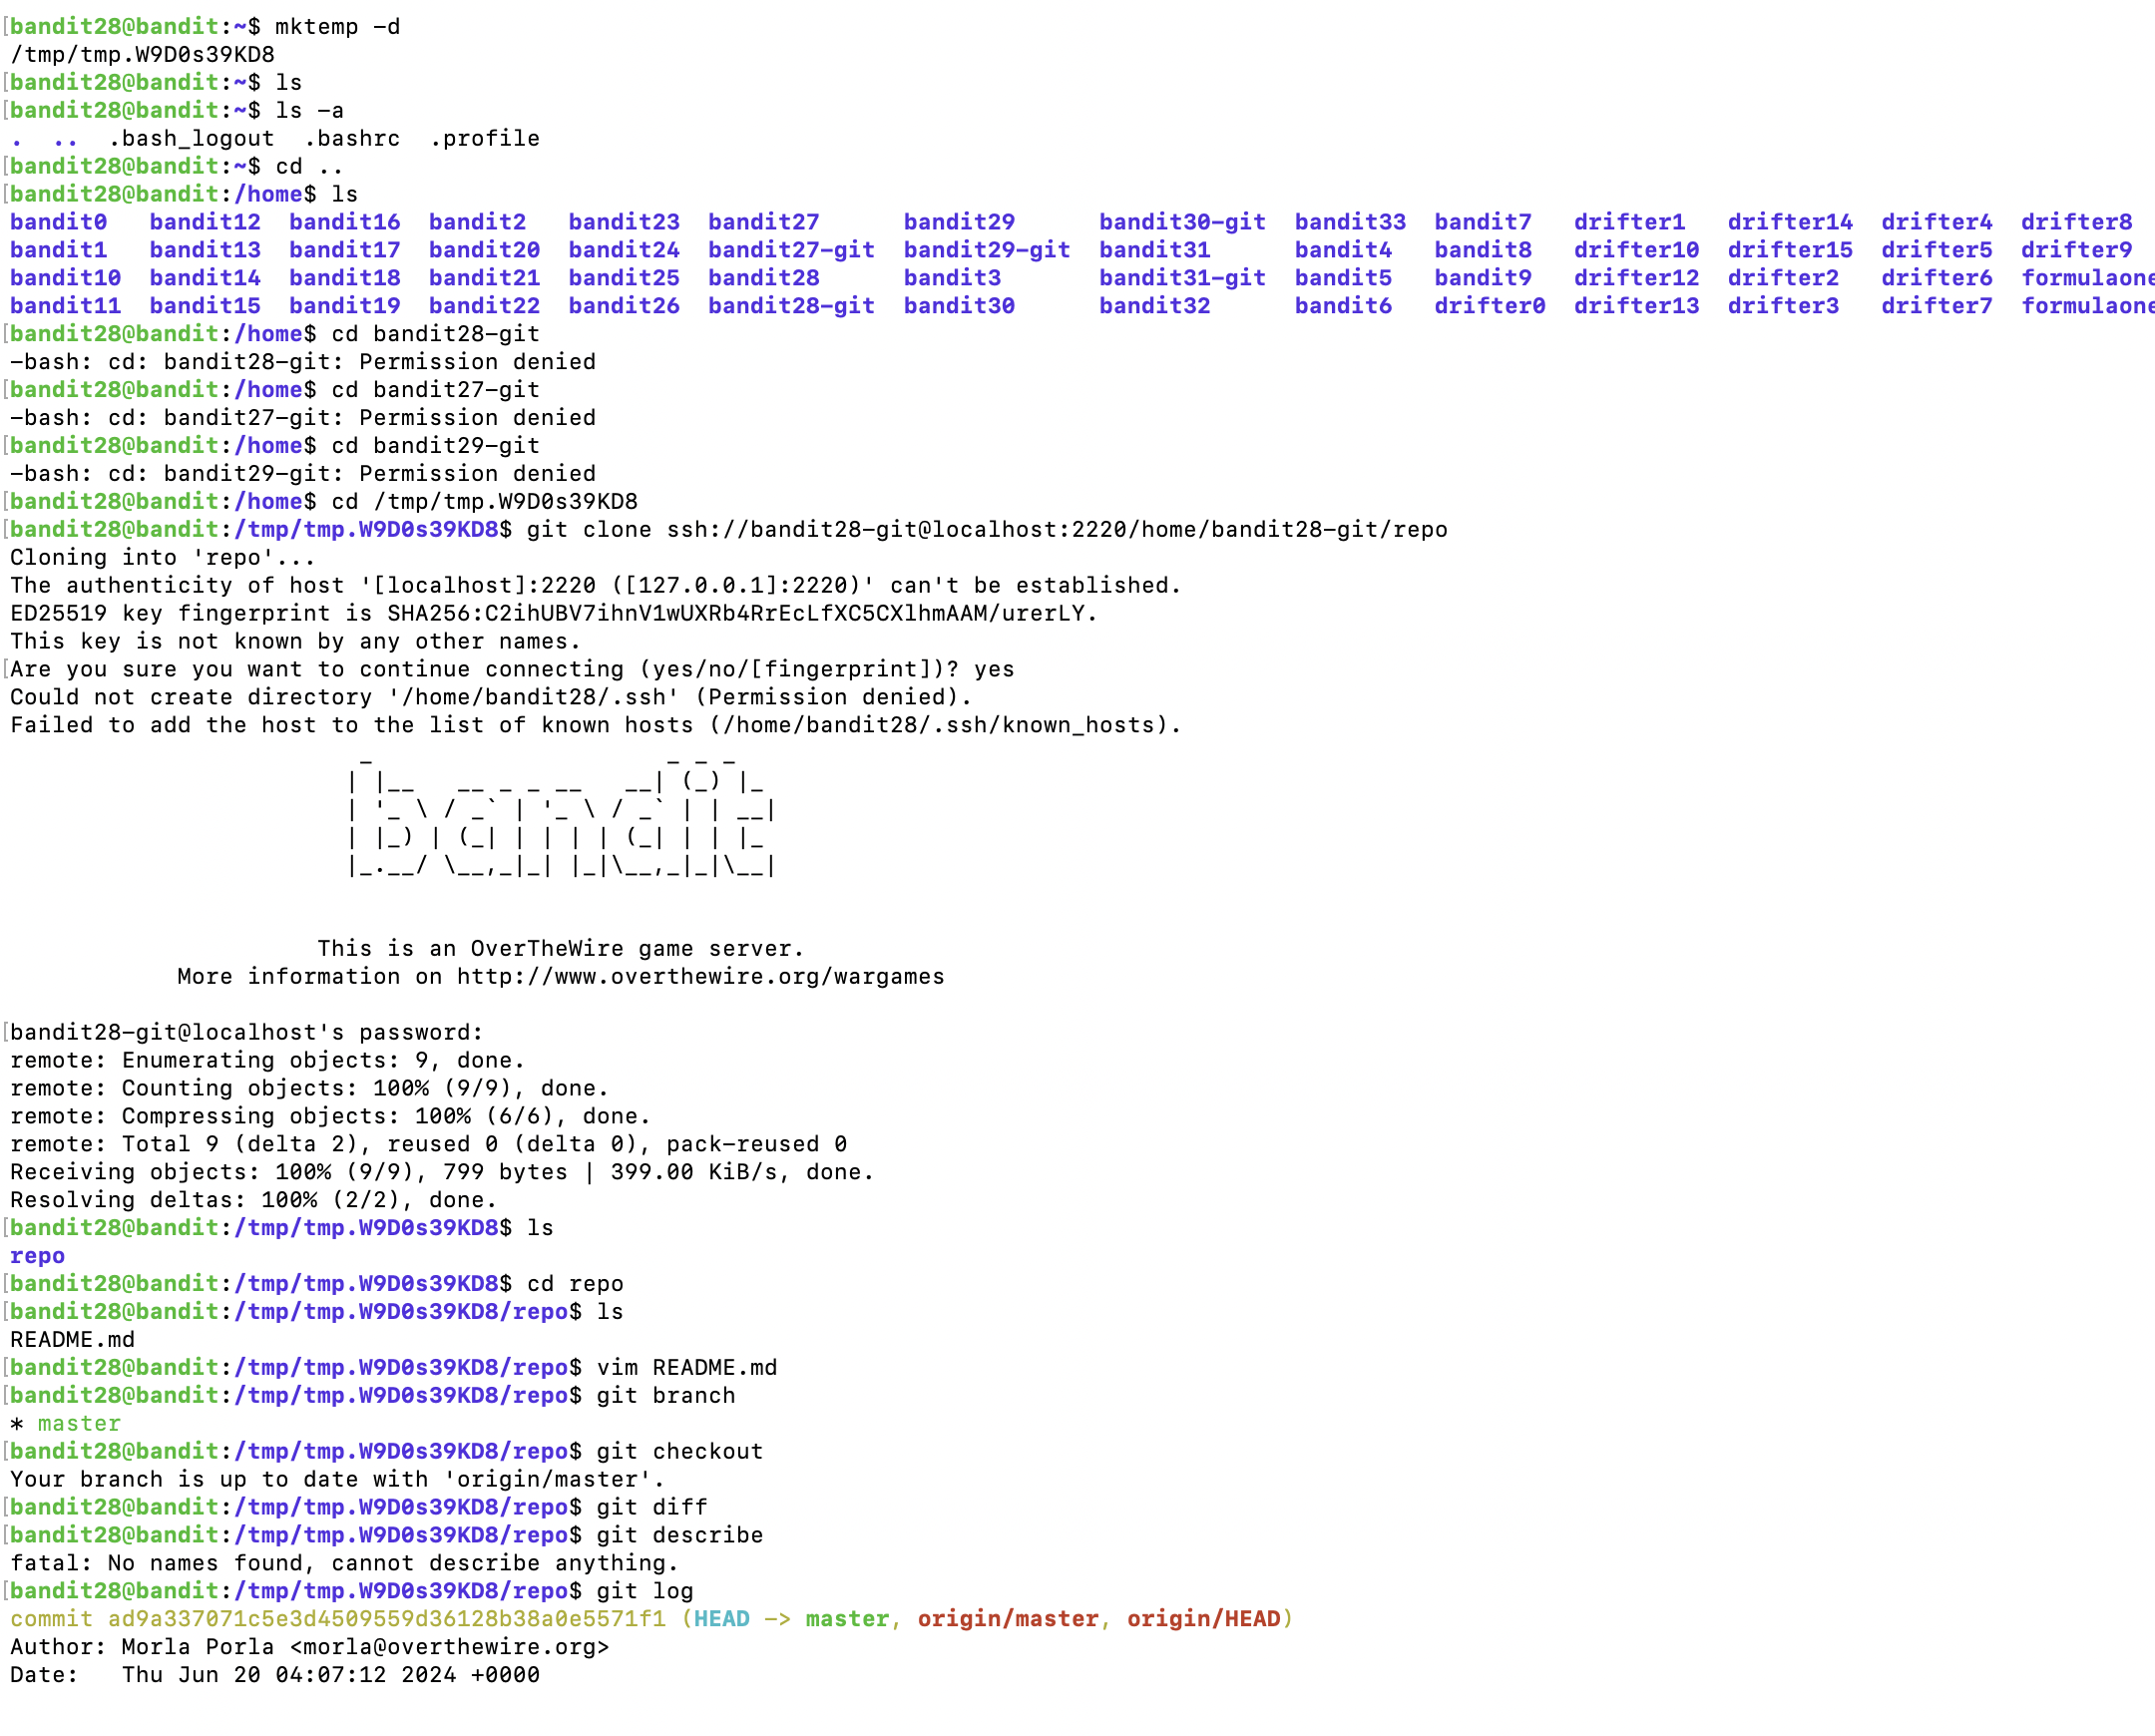 bandit28@bandit:~$ mktemp -d
/tmp/tmp.W9D0s39KD8
bandit28@bandit:~$ ls
bandit28@bandit:~$ ls -a
.  ..  .bash_logout  .bashrc  .profile
bandit28@bandit:~$ cd ..
bandit28@bandit:/home$ ls
bandit0   bandit12  bandit16  bandit2   bandit23  bandit27      bandit29      bandit30-git  bandit33  bandit7   drifter1   drifter14  drifter4  drifter8
bandit1   bandit13  bandit17  bandit20  bandit24  bandit27-git  bandit29-git  bandit31      bandit4   bandit8   drifter10  drifter15  drifter5  drifter9
bandit10  bandit14  bandit18  bandit21  bandit25  bandit28      bandit3       bandit31-git  bandit5   bandit9   drifter12  drifter2   drifter6  formulaone
bandit11  bandit15  bandit19  bandit22  bandit26  bandit28-git  bandit30      bandit32      bandit6   drifter0  drifter13  drifter3   drifter7  formulaone
bandit28@bandit:/home$ cd bandit28-git
-bash: cd: bandit28-git: Permission denied
bandit28@bandit:/home$ cd bandit27-git
-bash: cd: bandit27-git: Permission denied
bandit28@bandit:/home$ cd bandit29-git
-bash: cd: bandit29-git: Permission denied
bandit28@bandit:/home$ cd /tmp/tmp.W9D0s39KD8
bandit28@bandit:/tmp/tmp.W9D0s39KD8$ git clone ssh://bandit28-git@localhost:2220/home/bandit28-git/repo
Cloning into 'repo'...
The authenticity of host '[localhost]:2220 ([127.0.0.1]:2220)' can't be established.
ED25519 key fingerprint is SHA256:C2ihUBV7ihnV1wUXRb4RrEcLfXC5CXlhmAAM/urerLY.
This key is not known by any other names.
Are you sure you want to continue connecting (yes/no/[fingerprint])? yes
Could not create directory '/home/bandit28/.ssh' (Permission denied).
Failed to add the host to the list of known hosts (/home/bandit28/.ssh/known_hosts).
bandit
This is an OverTheWire game server.
More information on http://www.overthewire.org/wargames
bandit28-git@localhost's password:
remote: Enumerating objects: 9, done.
remote: Counting objects: 100% (9/9), done.
remote: Compressing objects: 100% (6/6), done.
remote: Total 9 (delta 2), reused 0 (delta 0), pack-reused 0
Receiving objects: 100% (9/9), 799 bytes | 399.00 KiB/s, done.
Resolving deltas: 100% (2/2), done.
bandit28@bandit:/tmp/tmp.W9D0s39KD8$ ls
repo
bandit28@bandit:/tmp/tmp.W9D0s39KD8$ cd repo
bandit28@bandit:/tmp/tmp.W9D0s39KD8/repo$ ls
README.md
bandit28@bandit:/tmp/tmp.W9D0s39KD8/repo$ vim README.md
bandit28@bandit:/tmp/tmp.W9D0s39KD8/repo$ git branch
* master
bandit28@bandit:/tmp/tmp.W9D0s39KD8/repo$ git checkout
Your branch is up to date with 'origin/master'.
bandit28@bandit:/tmp/tmp.W9D0s39KD8/repo$ git diff
bandit28@bandit:/tmp/tmp.W9D0s39KD8/repo$ git describe
fatal: No names found, cannot describe anything.
bandit28@bandit:/tmp/tmp.W9D0s39KD8/repo$ git log
commit ad9a337071c5e3d4509559d36128b38a0e5571f1 (HEAD -> master, origin/master, origin/HEAD)
Author: Morla Porla <morla@overthewire.org>
Date:   Thu Jun 20 04:07:12 2024 +0000